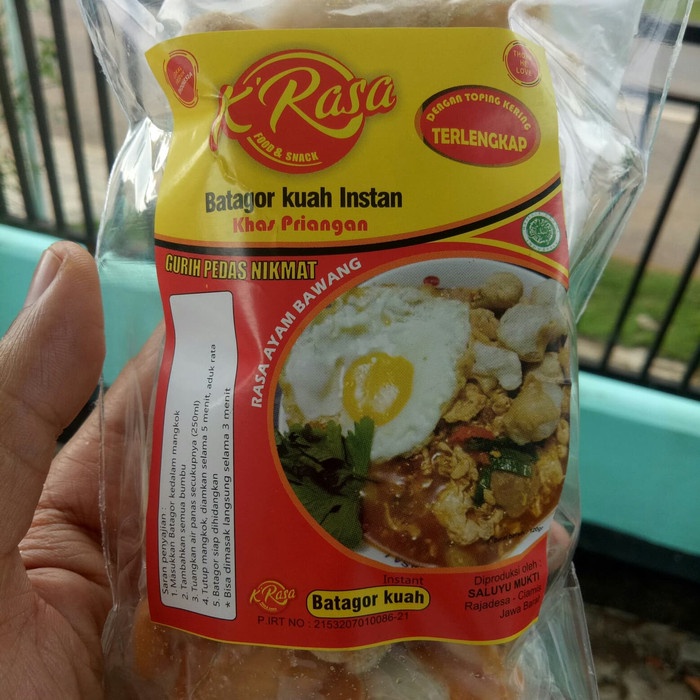 K'Rasa
FOOD & SNACK
DENGAN TOPING KERING
TERLENGKAP
Batagor kuah Instan
Khas Priangan
GURIH PEDAS NIKMAT
RASA AYAM BAWANG
Saran penyajian :
1. Masukkan Batagor kedalam mangkok
2. Tambahkan semua bumbu
3. Tuangkan air panas secukupnya (250ml)
4. Tutup mangkok, diamkan selama 5 menit, aduk rata
5. Batagor siap dihidangkan
* Bisa dimasak langsung selama 3 menit
K'Rasa
Instant
Batagor kuah
P.IRT NO : 2153207010086-21
Diproduksi oleh :
SALUYU MUKTI
Rajadesa - Ciamis
Jawa Barat